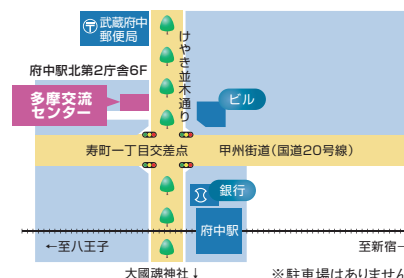 武蔵府中
郵便局
けやき並木通り
府中駅北第2庁舎6F
多摩交流
センター
ビル
寿町一丁目交差点
甲州街道(国道20号線)
銀行
府中駅
←至八王子
至新宿→
大國魂神社↓
※駐車場はありません